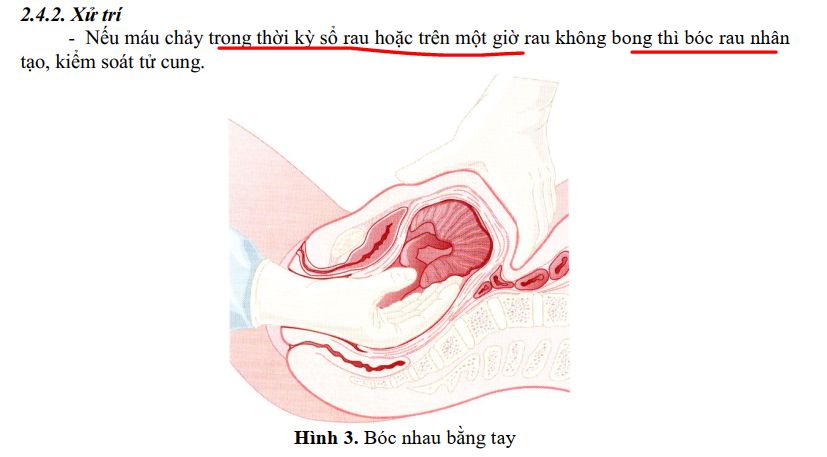 2.4.2. Xử trí
- Nếu máu chảy trong thời kỳ sổ rau hoặc trên một giờ rau không bong thì bóc rau nhân
tạo, kiểm soát tử cung.
Hình 3. Bóc nhau bằng tay